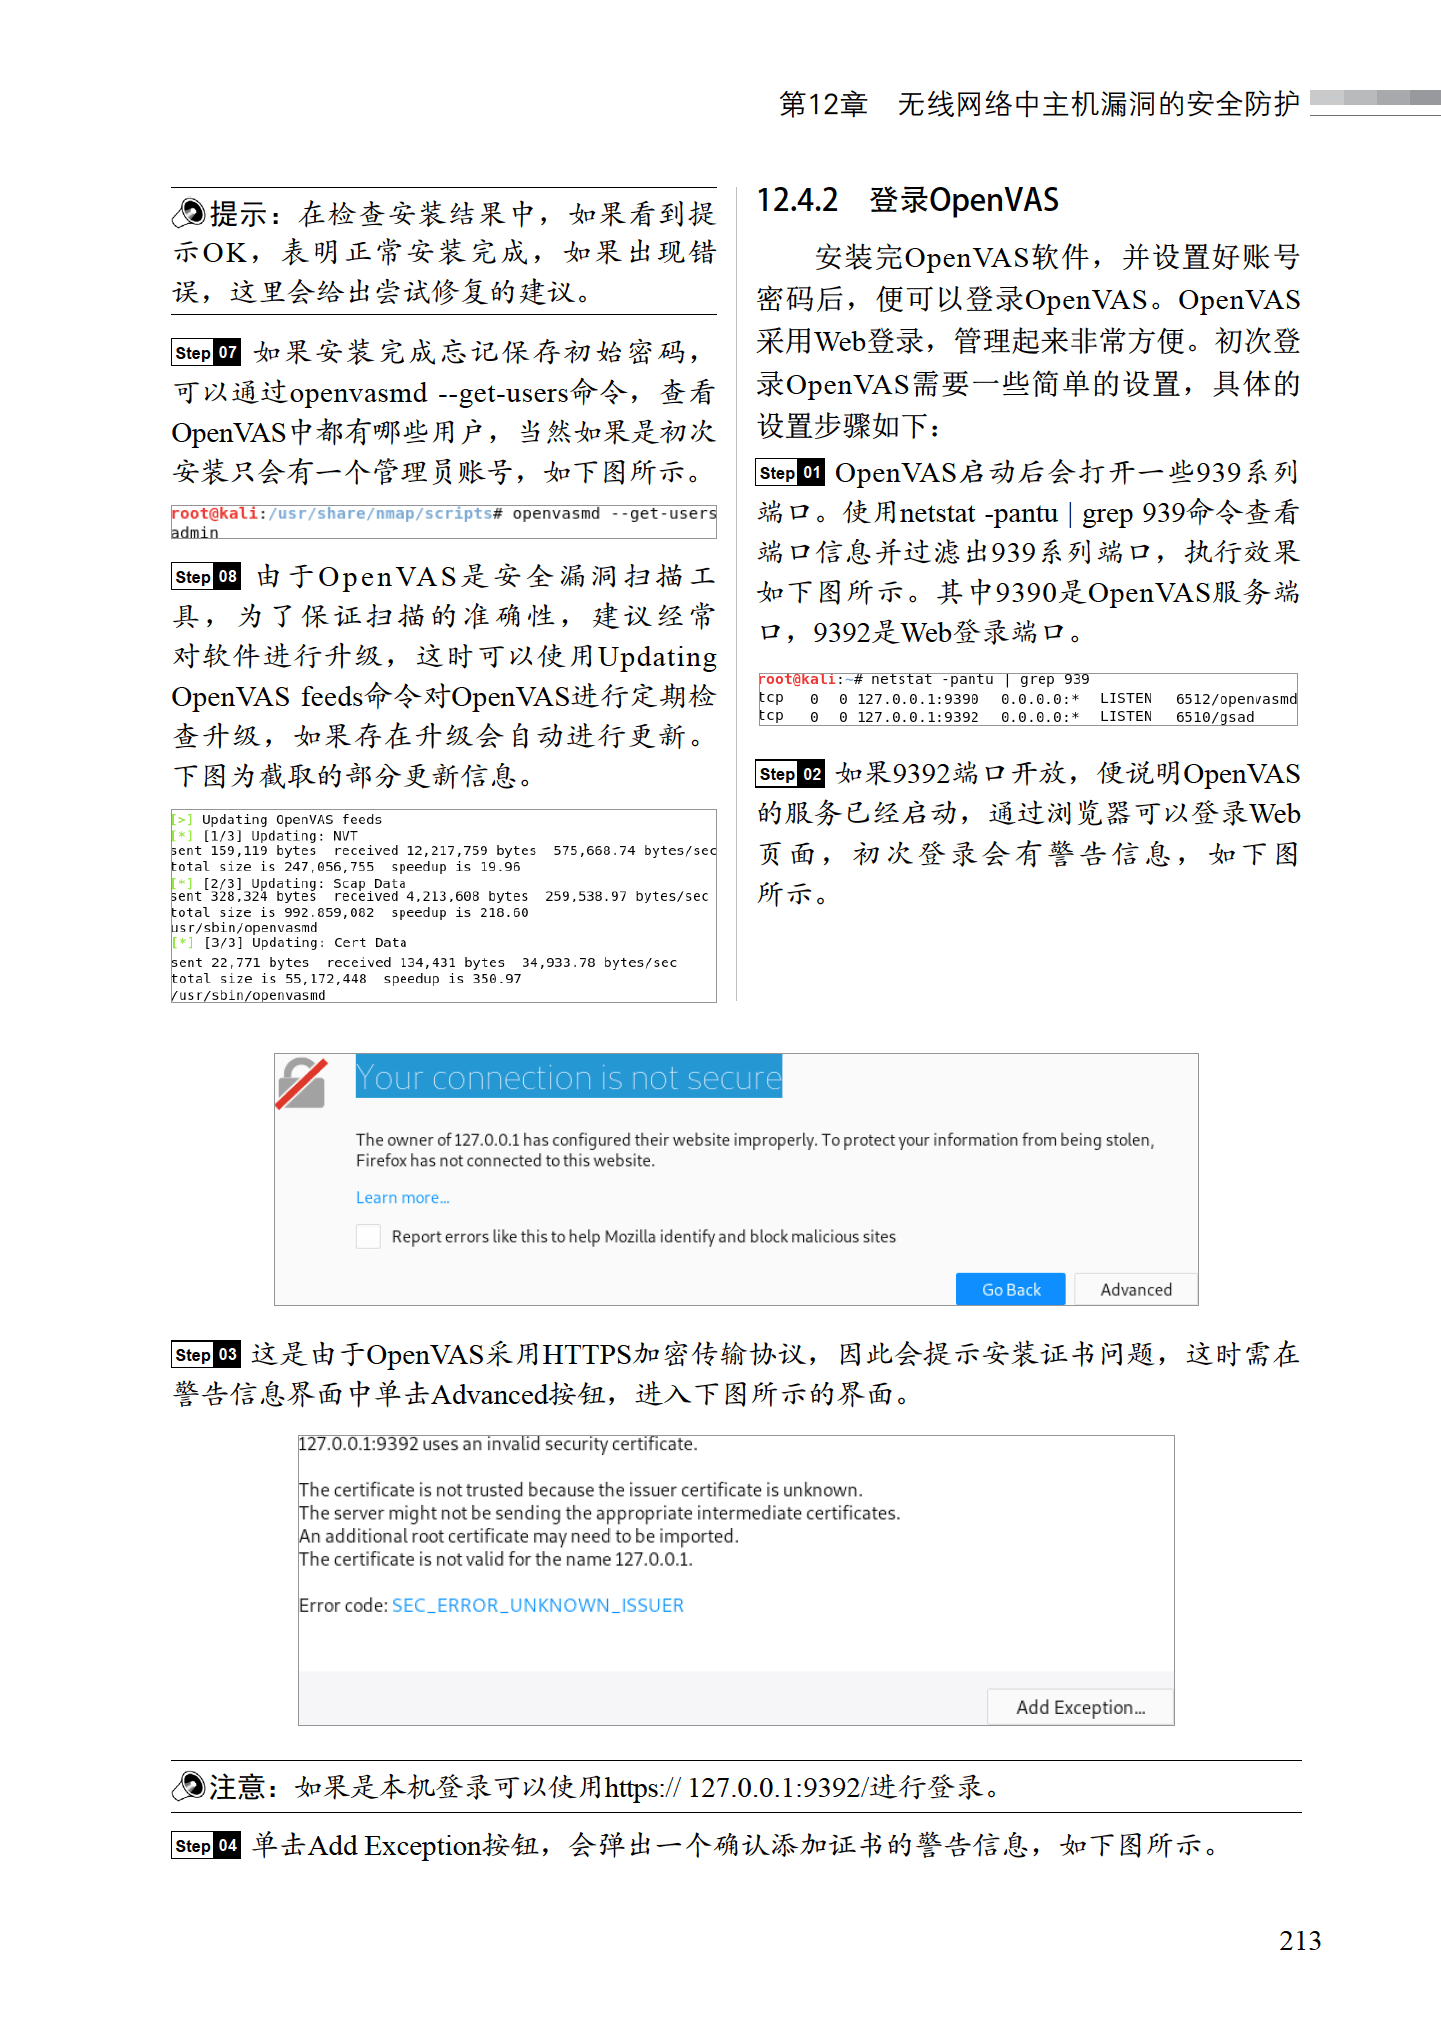 第12章　无线网络中主机漏洞的安全防护
提示：在检查安装结果中，如果看到提
示OK，表明正常安装完成，如果出现错
误，这里会给出尝试修复的建议。
Step 07 如果安装完成忘记保存初始密码，
可以通过openvasmd --get-users命令，查看
OpenVAS中都有哪些用户，当然如果是初次
安装只会有一个管理员账号，如下图所示。
root@kali:/usr/share/nmap/scripts# openvasmd --get-users
admin
Step 08 由于OpenVAS是安全漏洞扫描工
具，为了保证扫描的准确性，建议经常
对软件进行升级，这时可以使用Updating
OpenVAS feeds命令对OpenVAS进行定期检
查升级，如果存在升级会自动进行更新。
下图为截取的部分更新信息。
[>] Updating OpenVAS feeds
[*] [1/3] Updating: NVT
sent 159,119 bytes  received 12,217,759 bytes  575,668.74 bytes/sec
total size is 247,056,755  speedup is 19.96
[*] [2/3] Updating: Scap Data
sent 328,324 bytes  received 4,213,608 bytes  259,538.97 bytes/sec
total size is 992.859,082  speedup is 218.60
usr/sbin/openvasmd
[*] [3/3] Updating: Cert Data
sent 22,771 bytes  received 134,431 bytes  34,933.78 bytes/sec
total size is 55,172,448  speedup is 350.97
/usr/sbin/openvasmd
12.4.2　登录OpenVAS
安装完OpenVAS软件，并设置好账号
密码后，便可以登录OpenVAS。OpenVAS
采用Web登录，管理起来非常方便。初次登
录OpenVAS需要一些简单的设置，具体的
设置步骤如下：
Step 01 OpenVAS启动后会打开一些939系列
端口。使用netstat -pantu | grep 939命令查看
端口信息并过滤出939系列端口，执行效果
如下图所示。其中9390是OpenVAS服务端
口，9392是Web登录端口。
root@kali:~# netstat -pantu | grep 939
tcp 0 0 127.0.0.1:9390 0.0.0.0:* LISTEN 6512/openvasmd
tcp 0 0 127.0.0.1:9392 0.0.0.0:* LISTEN 6510/gsad
Step 02 如果9392端口开放，便说明OpenVAS
的服务已经启动，通过浏览器可以登录Web
页面，初次登录会有警告信息，如下图
所示。
Your connection is not secure
The owner of 127.0.0.1 has configured their website improperly. To protect your information from being stolen,
Firefox has not connected to this website.
Learn more...
Report errors like this to help Mozilla identify and block malicious sites
Go Back Advanced
Step 03 这是由于OpenVAS采用HTTPS加密传输协议，因此会提示安装证书问题，这时需在
警告信息界面中单击Advanced按钮，进入下图所示的界面。
127.0.0.1:9392 uses an invalid security certificate.
The certificate is not trusted because the issuer certificate is unknown.
The server might not be sending the appropriate intermediate certificates.
An additional root certificate may need to be imported.
The certificate is not valid for the name 127.0.0.1.
Error code: SEC_ERROR_UNKNOWN_ISSUER
Add Exception...
注意：如果是本机登录可以使用https:// 127.0.0.1:9392/进行登录。
Step 04 单击Add Exception按钮，会弹出一个确认添加证书的警告信息，如下图所示。
213